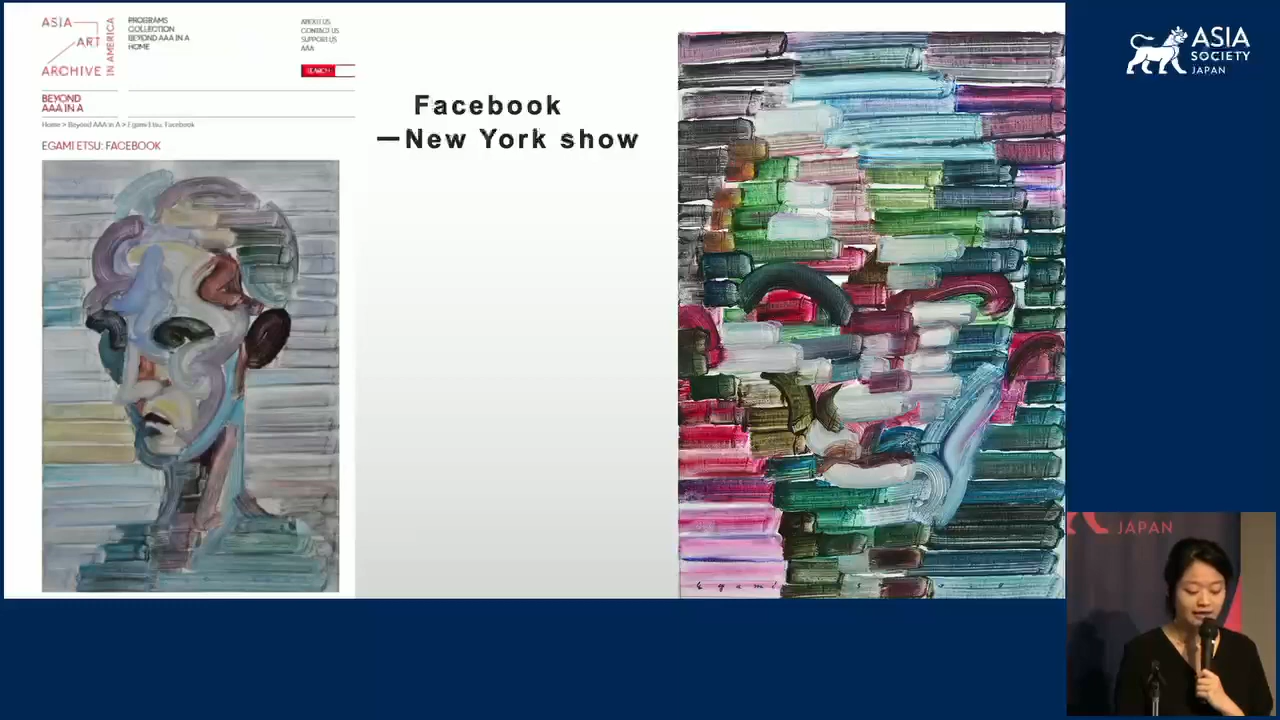 ASIA
ART
ARCHIVE
IN AMERICA
PROGRAMS
COLLECTION
BEYOND AAA IN A
HOME
ABOUT US
CONTACT US
SUPPORT US
AAA
SEARCH
BEYOND
AAA IN A
Home > Beyond AAA in A > Egami Etsu: Facebook
EGAMI ETSU: FACEBOOK
Facebook
—New York show
ASIA
SOCIETY
JAPAN
JAPAN